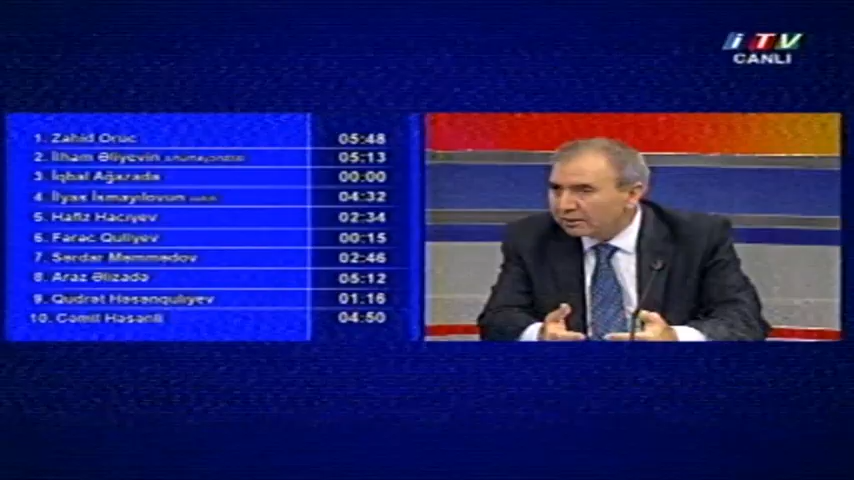 iTV
CANLI
1. Zahid Oruc 05:48
2. İlham Əliyevin 05:13
3. İqbal Ağazadə 00:00
4. İlyas İsmayılovun 04:32
5. Hafiz Hacıyev 02:34
6. Fərəc Quliyev 00:15
7. Sərdar Məmmədov 02:46
8. Araz Əlizadə 05:12
9. Qüdrət Həsənquliyev 01:16
10. Cəmil Həsənli 04:50